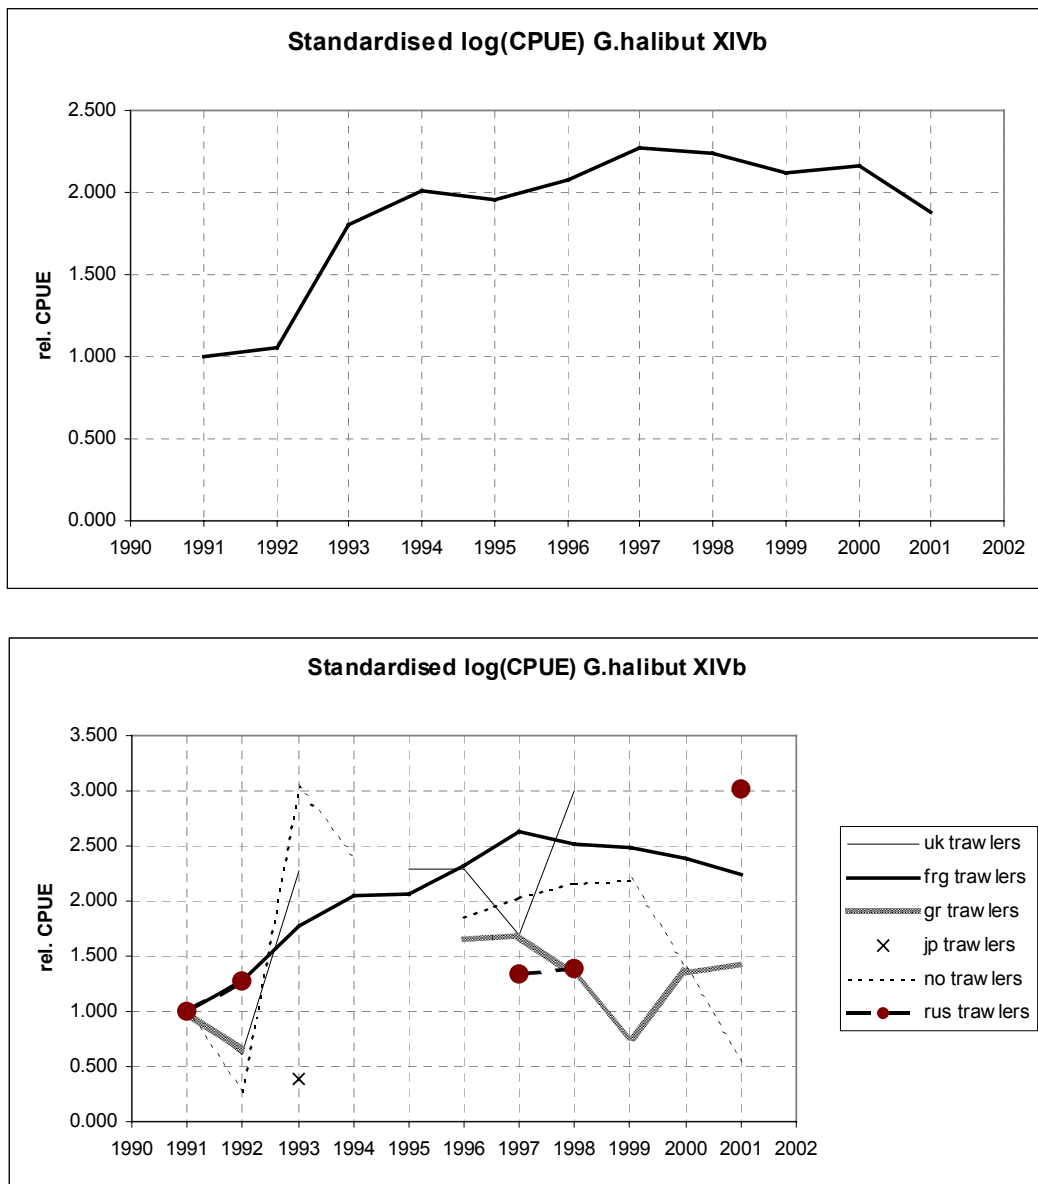 Standardised log(CPUE) G.halibut XIVb
2.500
2.000
1.500
1.000
0.500
0.000
rel. CPUE
1990 1991 1992 1993 1994 1995 1996 1997 1998 1999 2000 2001 2002
Standardised log(CPUE) G.halibut XIVb
3.500
3.000
2.500
2.000
1.500
1.000
0.500
0.000
rel. CPUE
1990 1991 1992 1993 1994 1995 1996 1997 1998 1999 2000 2001 2002
uk trawlers
frg trawlers
gr trawlers
jp trawlers
no trawlers
rus trawlers